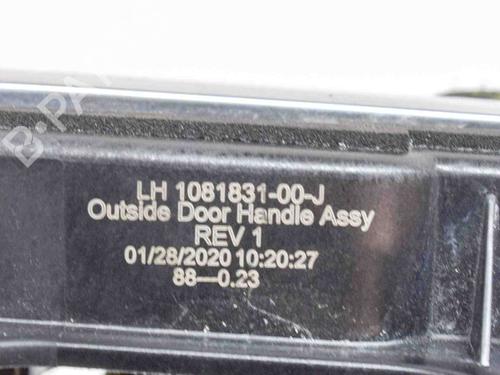 LH 1081831-00-J
Outside Door Handle Assy
REV 1
01/28/2020 10:20:27
88—0.23